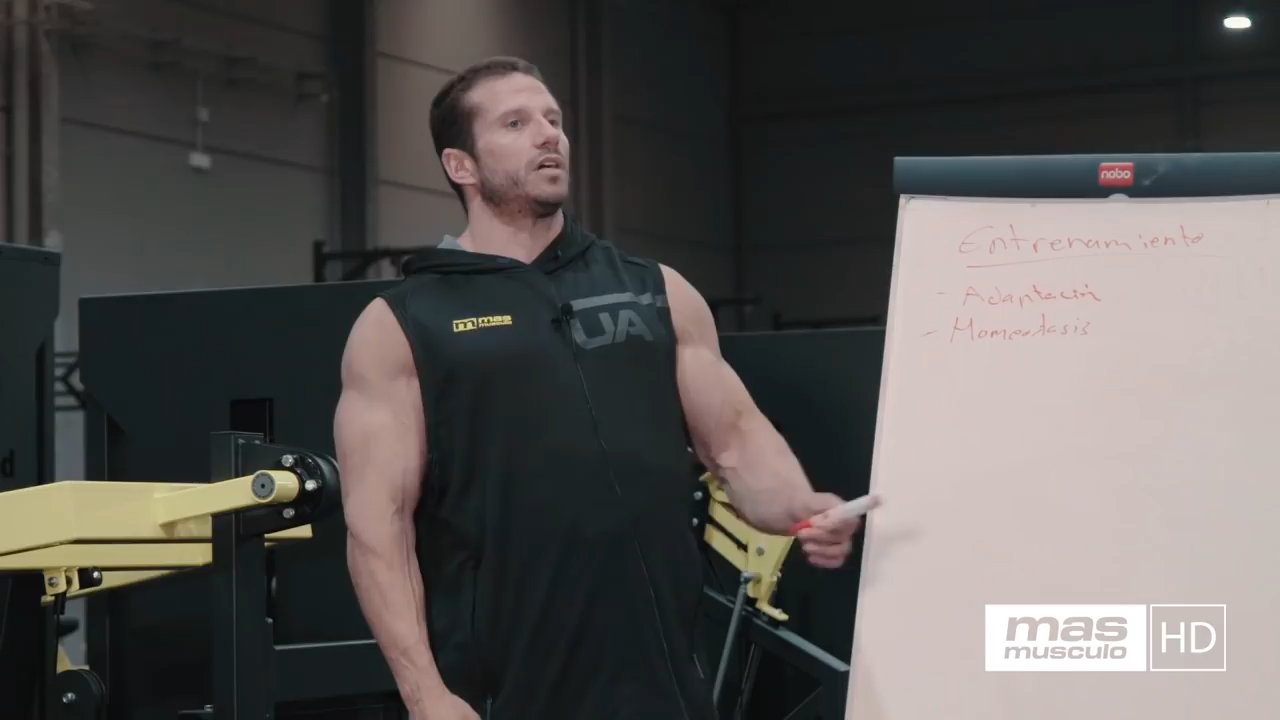 nobo
Entrenamiento
- Adaptación
- Homeostasis
m mas
musculo
UA
mas
musculo
HD
d